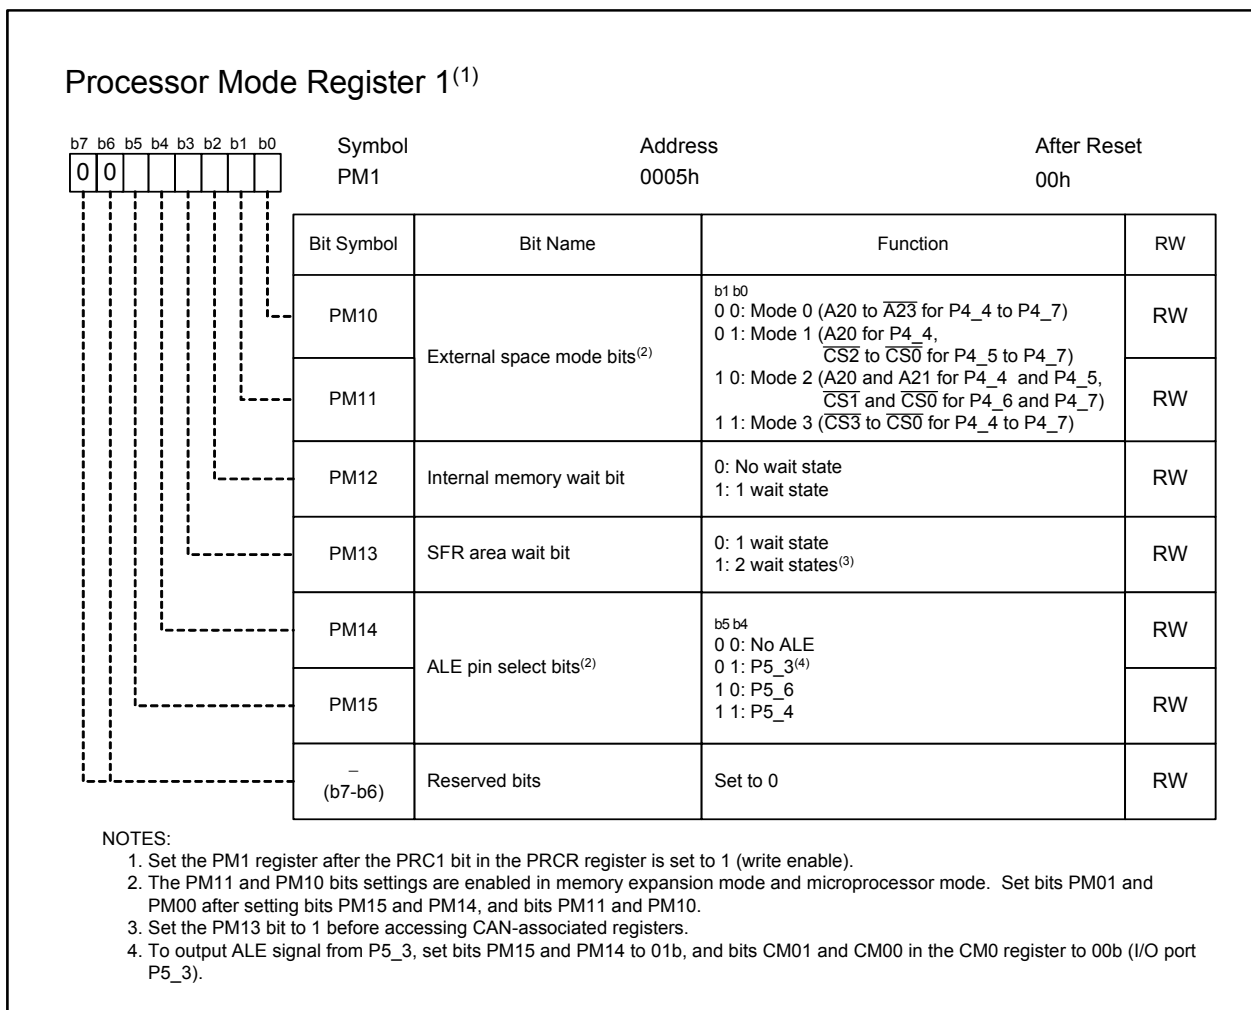 Processor Mode Register 1(1)
b7 b6 b5 b4 b3 b2 b1 b0
0 0
Symbol Address After Reset
PM1 0005h 00h
Bit Symbol Bit Name Function RW
PM10 RW
External space mode bits(2)
b1 b0
0 0: Mode 0 (A20 to A23 for P4_4 to P4_7)
0 1: Mode 1 (A20 for P4_4,
CS2 to CS0 for P4_5 to P4_7)
1 0: Mode 2 (A20 and A21 for P4_4 and P4_5,
CS1 and CS0 for P4_6 and P4_7)
1 1: Mode 3 (CS3 to CS0 for P4_4 to P4_7)
PM11 RW
PM12 Internal memory wait bit
0: No wait state
1: 1 wait state
RW
PM13 SFR area wait bit
0: 1 wait state
1: 2 wait states(3)
RW
PM14 RW
ALE pin select bits(2)
b5 b4
0 0: No ALE
0 1: P5_3(4)
1 0: P5_6
1 1: P5_4
PM15 RW
–
(b7-b6) Reserved bits Set to 0 RW
NOTES:
1. Set the PM1 register after the PRC1 bit in the PRCR register is set to 1 (write enable).
2. The PM11 and PM10 bits settings are enabled in memory expansion mode and microprocessor mode. Set bits PM01 and
PM00 after setting bits PM15 and PM14, and bits PM11 and PM10.
3. Set the PM13 bit to 1 before accessing CAN-associated registers.
4. To output ALE signal from P5_3, set bits PM15 and PM14 to 01b, and bits CM01 and CM00 in the CM0 register to 00b (I/O port
P5_3).